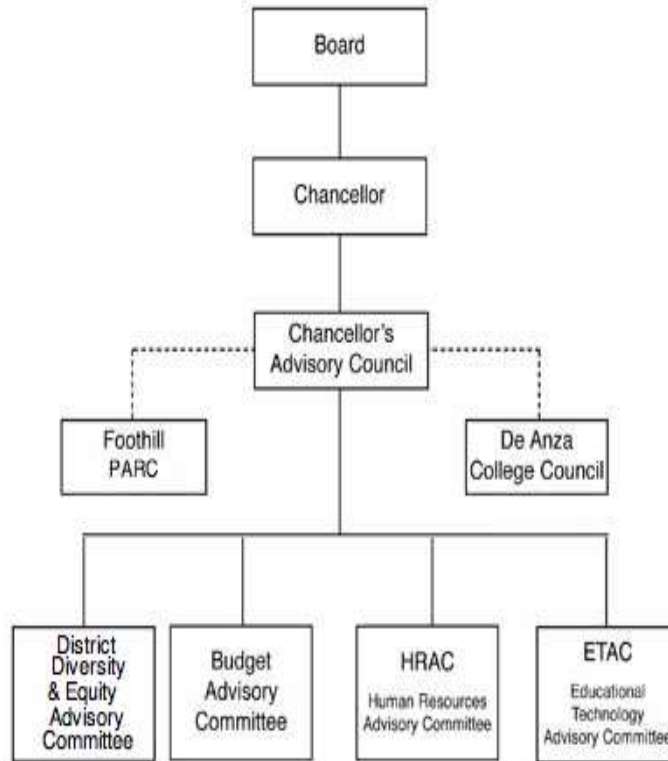 Board
Chancellor
Chancellor's
Advisory Council
Foothill
PARC
De Anza
College Council
District
Diversity
& Equity
Advisory
Committee
Budget
Advisory
Committee
HRAC
Human Resources
Advisory Committee
ETAC
Educational
Technology
Advisory Committee